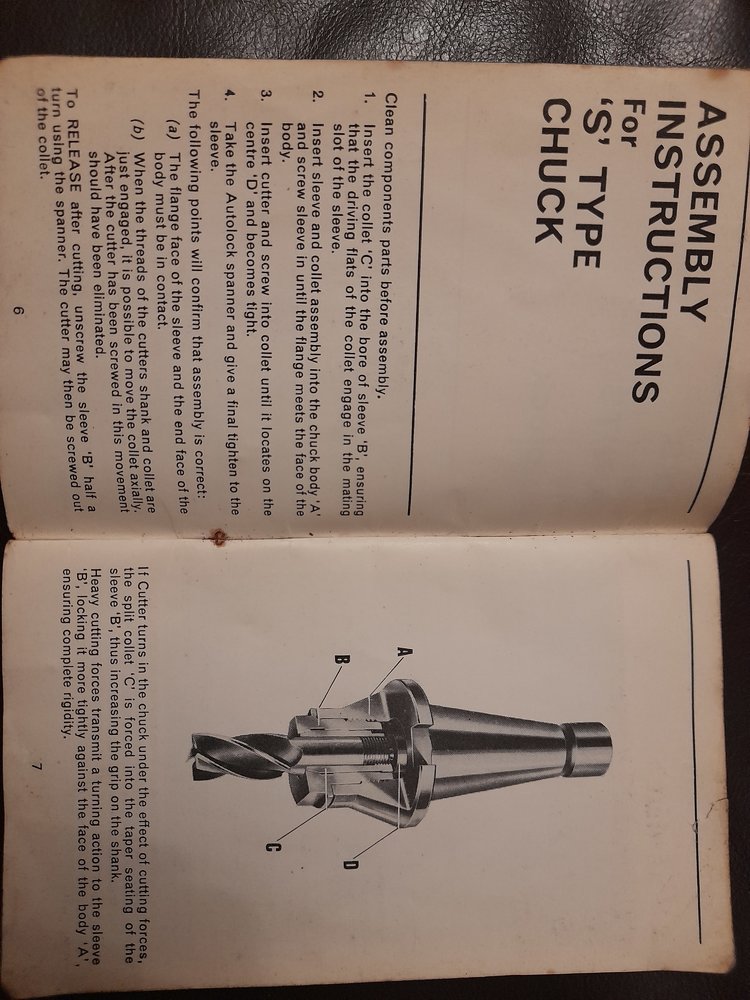 ASSEMBLY
INSTRUCTIONS
For
'S' TYPE
CHUCK
Clean components parts before assembly.
1. Insert the collet 'C' into the bore of sleeve 'B', ensuring
that the driving flats of the collet engage in the mating
slot of the sleeve.
2. Insert sleeve and collet assembly into the chuck body 'A'
and screw sleeve in until the flange meets the face of the
body.
3. Insert cutter and screw into collet until it locates on the
centre 'D' and becomes tight.
4. Take the Autolock spanner and give a final tighten to the
sleeve.
The following points will confirm that assembly is correct:
(a) The flange face of the sleeve and the end face of the
body must be in contact.
(b) When the threads of the cutters shank and collet are
just engaged, it is possible to move the collet axially.
After the cutter has been screwed in this movement
should have been eliminated.
To RELEASE after cutting, unscrew the sleeve 'B' half a
turn using the spanner. The cutter may then be screwed out
of the collet.
6
A
B
C
D
If Cutter turns in the chuck under the effect of cutting forces,
the split collet 'C' is forced into the taper seating of the
sleeve 'B', thus increasing the grip on the shank.
Heavy cutting forces transmit a turning action to the sleeve
'B', locking it more tightly against the face of the body 'A',
ensuring complete rigidity.
7